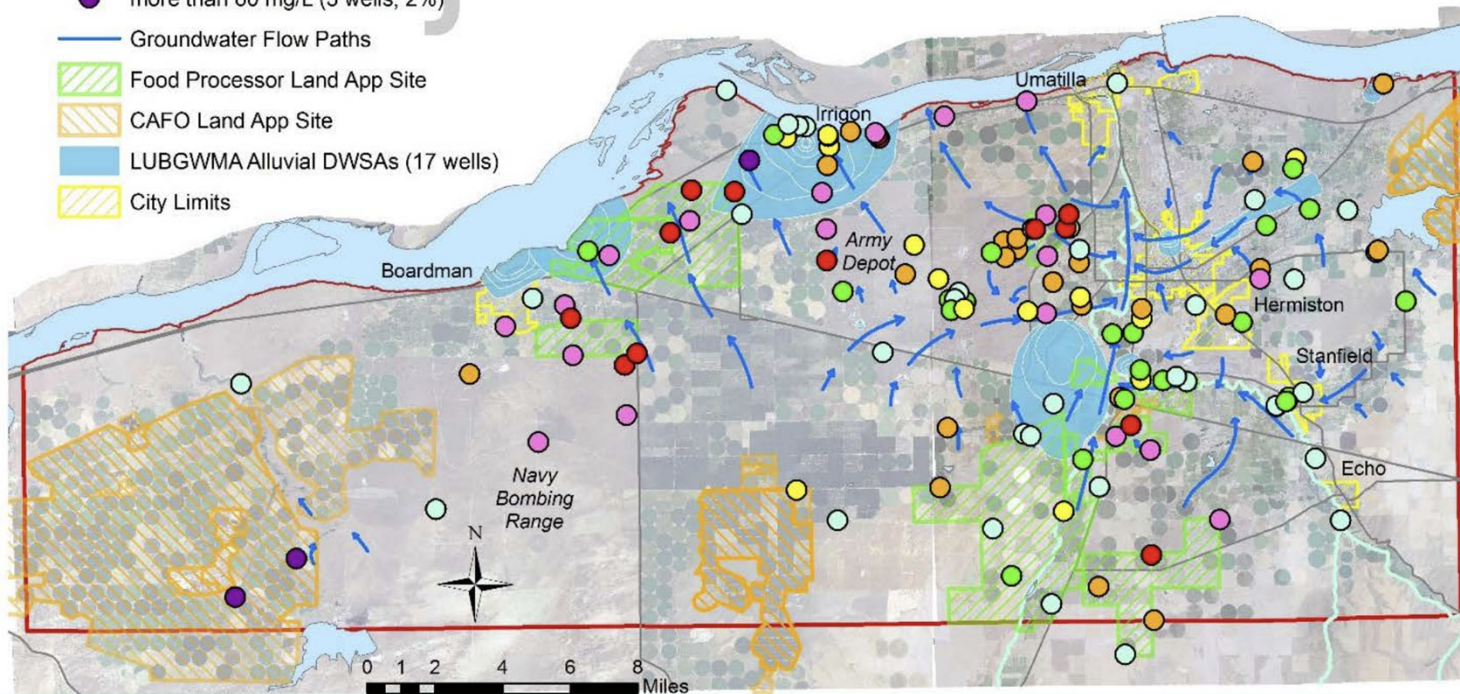 more than 80 mg/L (3 wells, 2%)
Groundwater Flow Paths
Food Processor Land App Site
CAFO Land App Site
LUBGWMA Alluvial DWSAs (17 wells)
City Limits
Umatilla
Irrigon
Boardman
Army
Depot
Hermiston
Stanfield
Echo
Navy
Bombing
Range
N
0 1 2 4 6 8
Miles